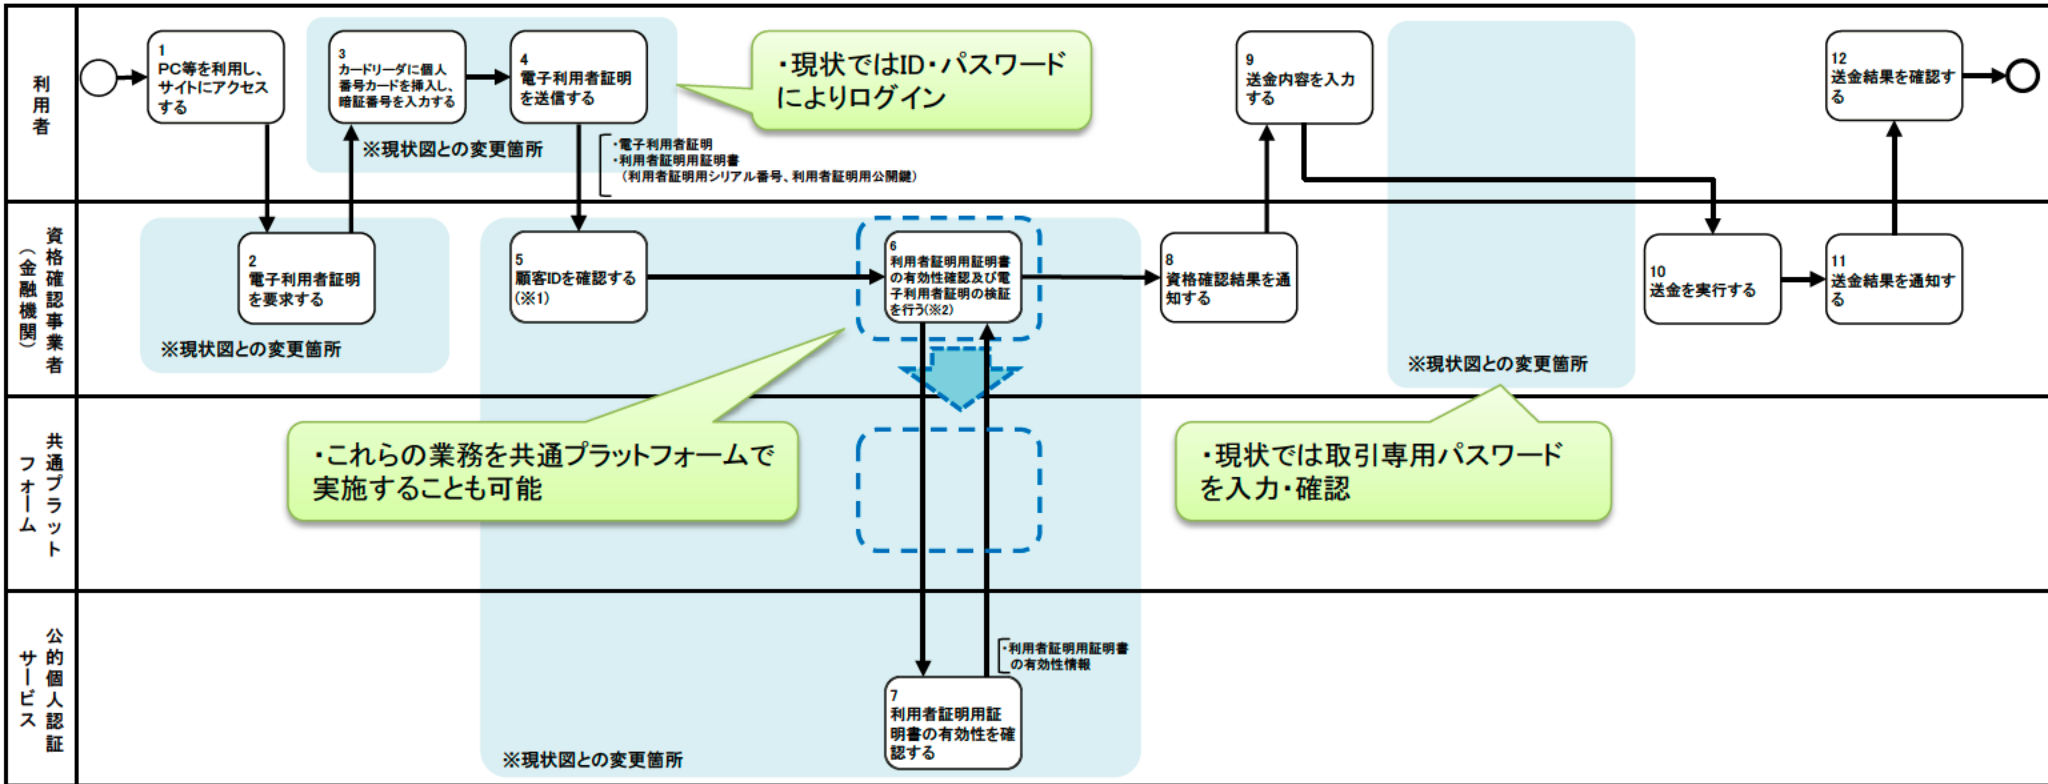 利用者
1
PC等を利用し、
サイトにアクセス
する
3
カードリーダに個人
番号カードを挿入し、
暗証番号を入力する
4
電子利用者証明
を送信する
※現状図との変更箇所
・現状ではID・パスワード
によりログイン
・電子利用者証明
・利用者証明用証明書
（利用者証明用シリアル番号、利用者証明用公開鍵）
9
送金内容を入力
する
12
送金結果を確認す
る
資格確認事業者
（金融機関）
2
電子利用者証明
を要求する
※現状図との変更箇所
5
顧客IDを確認する
(※1)
6
利用者証明用証明書
の有効性確認及び電
子利用者証明の検証
を行う(※2)
8
資格確認結果を通
知する
10
送金を実行する
11
送金結果を通知す
る
※現状図との変更箇所
共通プラット
フォーム
・これらの業務を共通プラットフォームで
実施することも可能
・現状では取引専用パスワード
を入力・確認
公的個人認証
サービス
・利用者証明用証明書
の有効性情報
7
利用者証明用証
明書の有効性を確
認する
※現状図との変更箇所